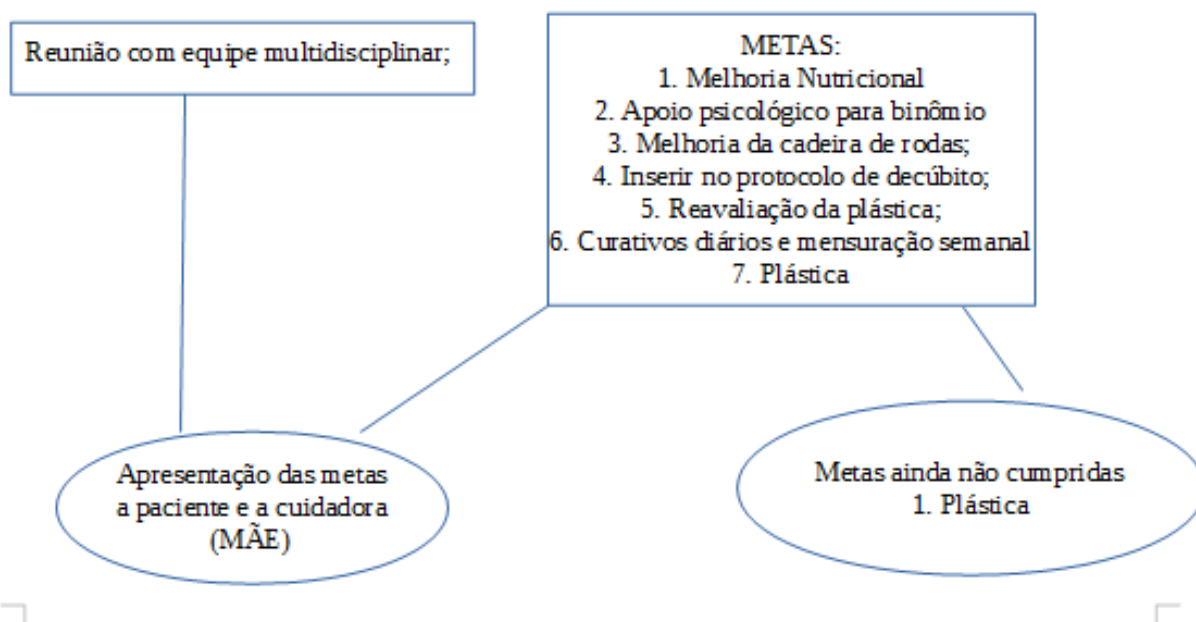 Reunião com equipe multidisciplinar;
METAS:
1. Melhoria Nutricional
2. Apoio psicológico para binômio
3. Melhoria da cadeira de rodas;
4. Inserir no protocolo de decúbito;
5. Reavaliação da plástica;
6. Curativos diários e mensuração semanal
7. Plástica
Apresentação das metas
a paciente e a cuidadora
(MÃE)
Metas ainda não cumpridas
1. Plástica